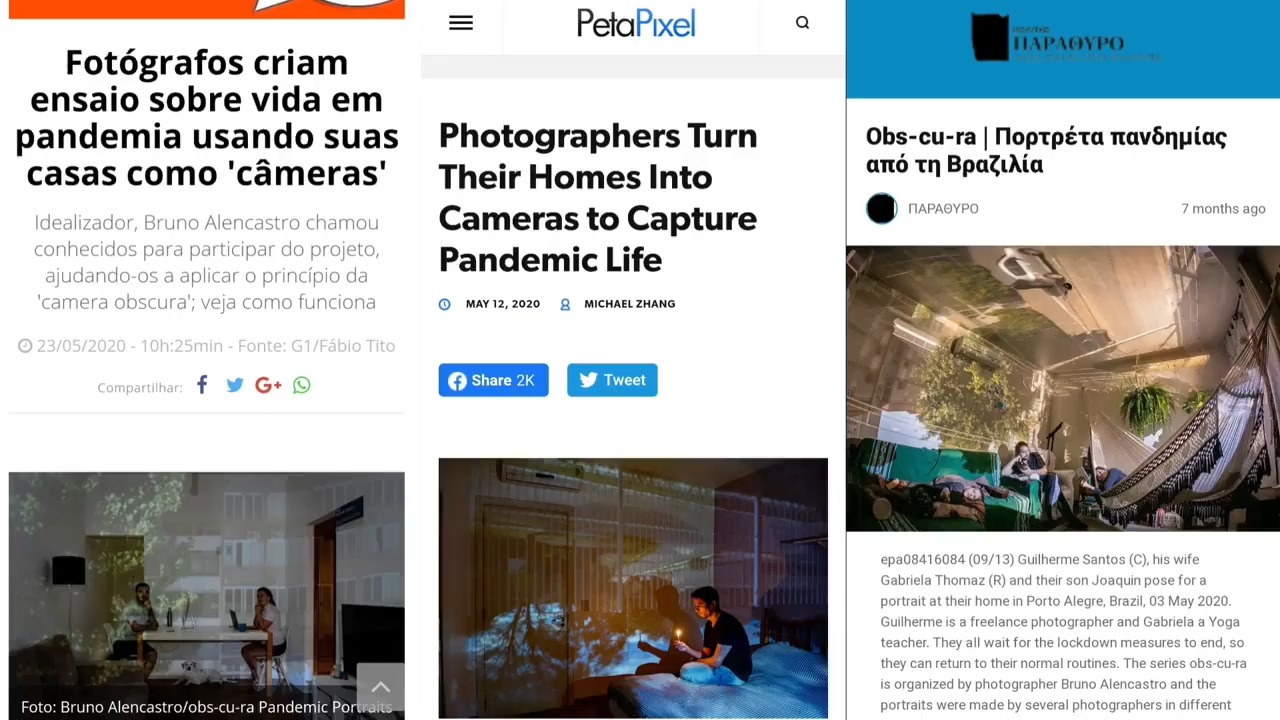 Fotógrafos criam
ensaio sobre vida em
pandemia usando suas
casas como 'câmeras'
Idealizador, Bruno Alencastro chamou
conhecidos para participar do projeto,
ajudando-os a aplicar o princípio da
'camera obscura'; veja como funciona
23/05/2020 - 10h:25min - Fonte: G1/Fábio Tito
Compartilhar:
G+
Foto: Bruno Alencastro/obs-cu-ra Pandemic Portraits
PetaPixel
Photographers Turn
Their Homes Into
Cameras to Capture
Pandemic Life
MAY 12, 2020 MICHAEL ZHANG
Share 2K Tweet
ΠΑΡΑΘΥΡΟ
Obs-cu-ra | Πορτρέτα πανδημίας
από τη Βραζιλία
ΠΑΡΑΘΥΡΟ 7 months ago
epa08416084 (09/13) Guilherme Santos (C), his wife
Gabriela Thomaz (R) and their son Joaquin pose for a
portrait at their home in Porto Alegre, Brazil, 03 May 2020.
Guilherme is a freelance photographer and Gabriela a Yoga
teacher. They all wait for the lockdown measures to end, so
they can return to their normal routines. The series obs-cu-ra
is organized by photographer Bruno Alencastro and the
portraits were made by several photographers in different